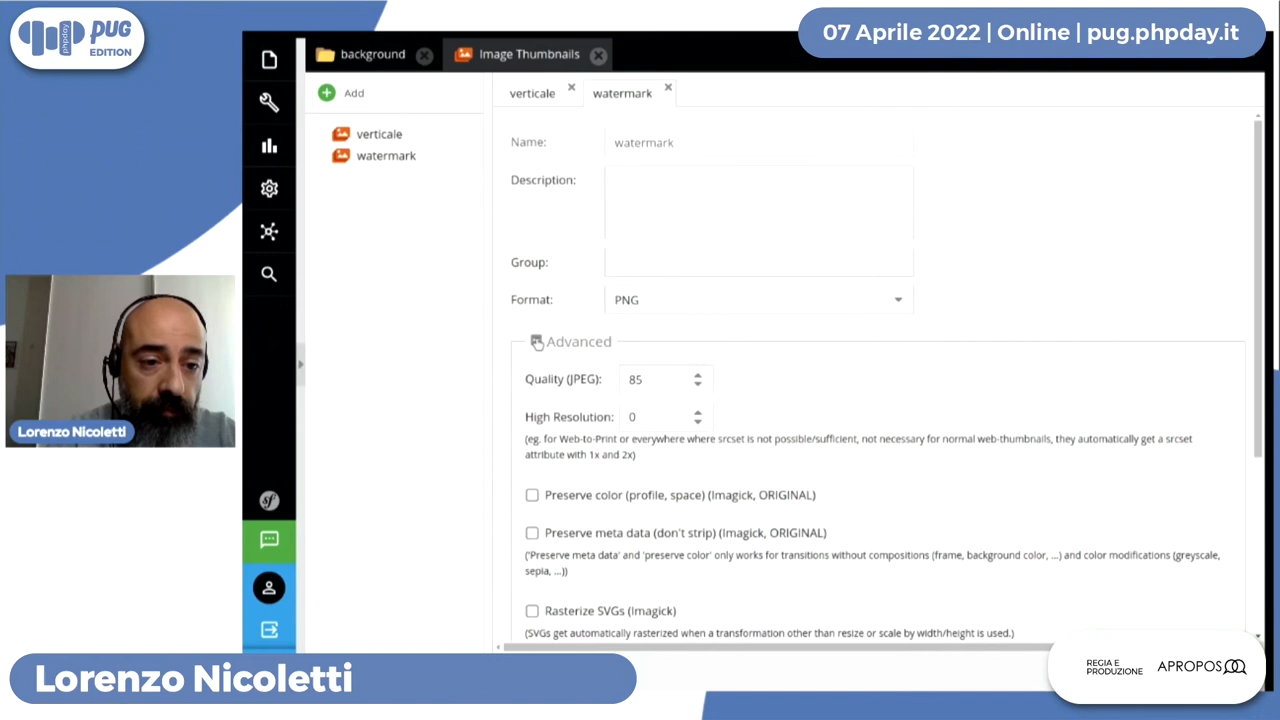 phpday
PUG
EDITION
07 Aprile 2022 | Online | pug.phpday.it
background
Image Thumbnails
Add
verticale
watermark
verticale
watermark
Name:
watermark
Description:
Group:
Format:
PNG
Advanced
Quality (JPEG):
85
High Resolution:
0
(eg. for Web-to-Print or everywhere where srcset is not possible/sufficient, not necessary for normal web-thumbnails, they automatically get a srcset
attribute with 1x and 2x)
Preserve color (profile, space) (Imagick, ORIGINAL)
Preserve meta data (don't strip) (Imagick, ORIGINAL)
('Preserve meta data' and 'preserve color' only works for transitions without compositions (frame, background color, ...) and color modifications (greyscale,
sepia, ...))
Rasterize SVGs (Imagick)
(SVGs get automatically rasterized when a transformation other than resize or scale by width/height is used.)
sf
Lorenzo Nicoletti
Lorenzo Nicoletti
REGIA E
PRODUZIONE
APROPOS